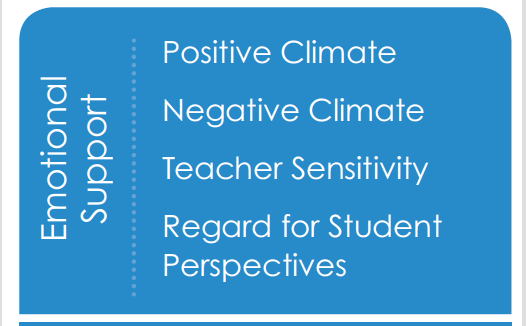 Emotional
Support
Positive Climate
Negative Climate
Teacher Sensitivity
Regard for Student
Perspectives